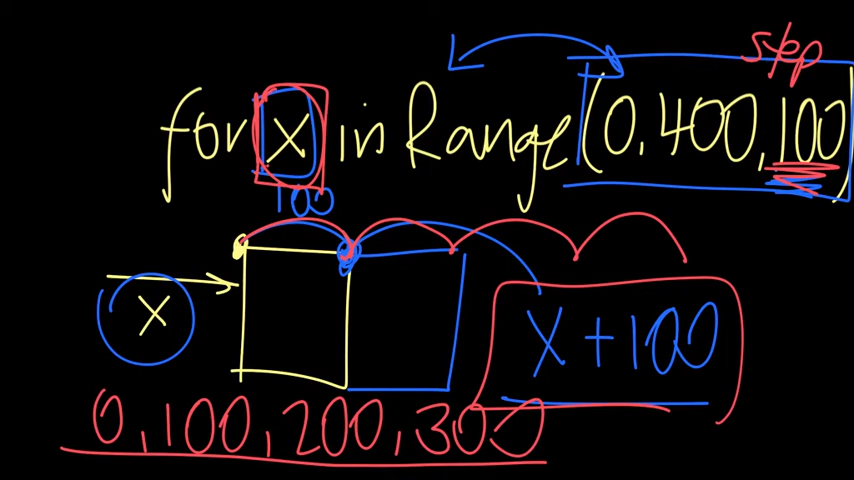 step
for x in Range (0,400,100)
100
x
x+100
0,100,200,300